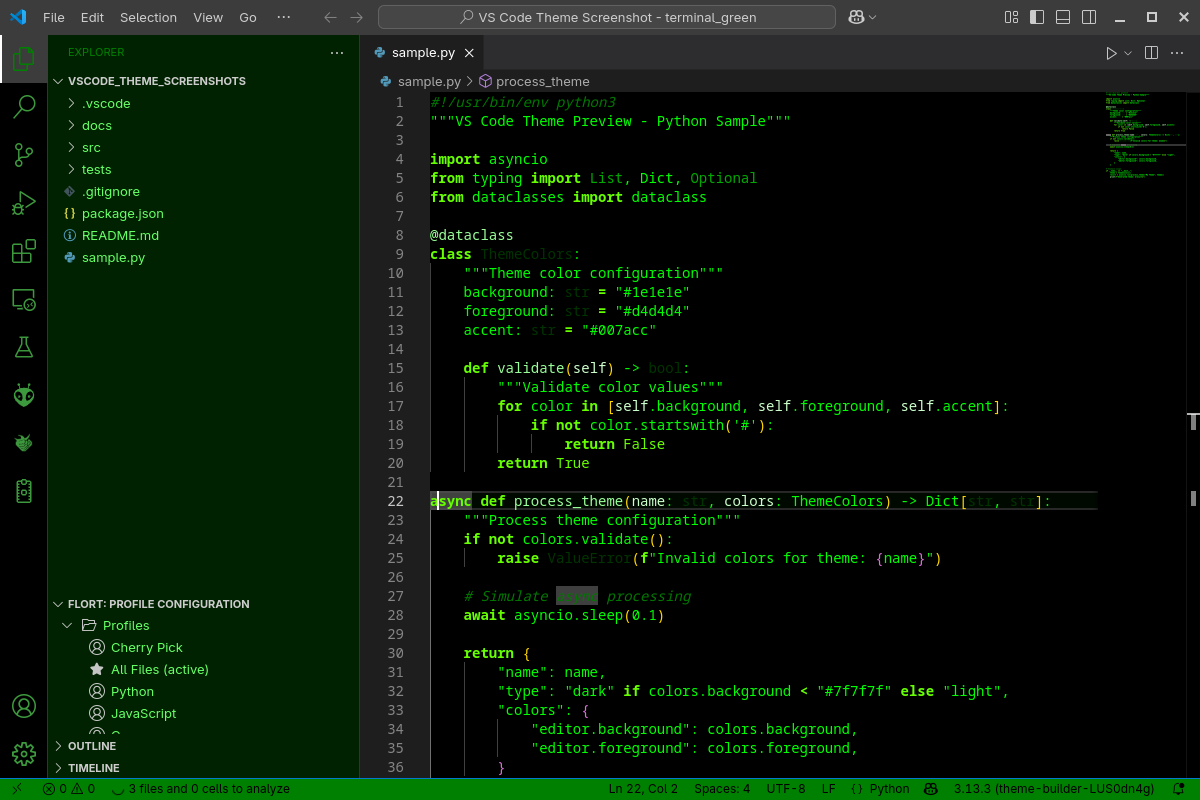 File Edit Selection View Go ··· VS Code Theme Screenshot - terminal_green
EXPLORER
VSCODE_THEME_SCREENSHOTS
.vscode
docs
src
tests
.gitignore
package.json
README.md
sample.py
FLORT: PROFILE CONFIGURATION
Profiles
Cherry Pick
All Files (active)
Python
JavaScript
OUTLINE
TIMELINE
sample.py
sample.py > process_theme
1 #!/usr/bin/env python3
2 """VS Code Theme Preview - Python Sample"""
3
4 import asyncio
5 from typing import List, Dict, Optional
6 from dataclasses import dataclass
7
8 @dataclass
9 class ThemeColors:
10 """Theme color configuration"""
11 background: str = "#1e1e1e"
12 foreground: str = "#d4d4d4"
13 accent: str = "#007acc"
14
15 def validate(self) -> bool:
16 """Validate color values"""
17 for color in [self.background, self.foreground, self.accent]:
18 if not color.startswith('#'):
19 return False
20 return True
21
22 async def process_theme(name: str, colors: ThemeColors) -> Dict[str, str]:
23 """Process theme configuration"""
24 if not colors.validate():
25 raise ValueError(f"Invalid colors for theme: {name}")
26
27 # Simulate async processing
28 await asyncio.sleep(0.1)
29
30 return {
31 "name": name,
32 "type": "dark" if colors.background < "#7f7f7f" else "light",
33 "colors": {
34 "editor.background": colors.background,
35 "editor.foreground": colors.foreground,
36 }
0 0 3 files and 0 cells to analyze Ln 22, Col 2 Spaces: 4 UTF-8 LF { } Python 3.13.3 (theme-builder-LUS0dn4g)